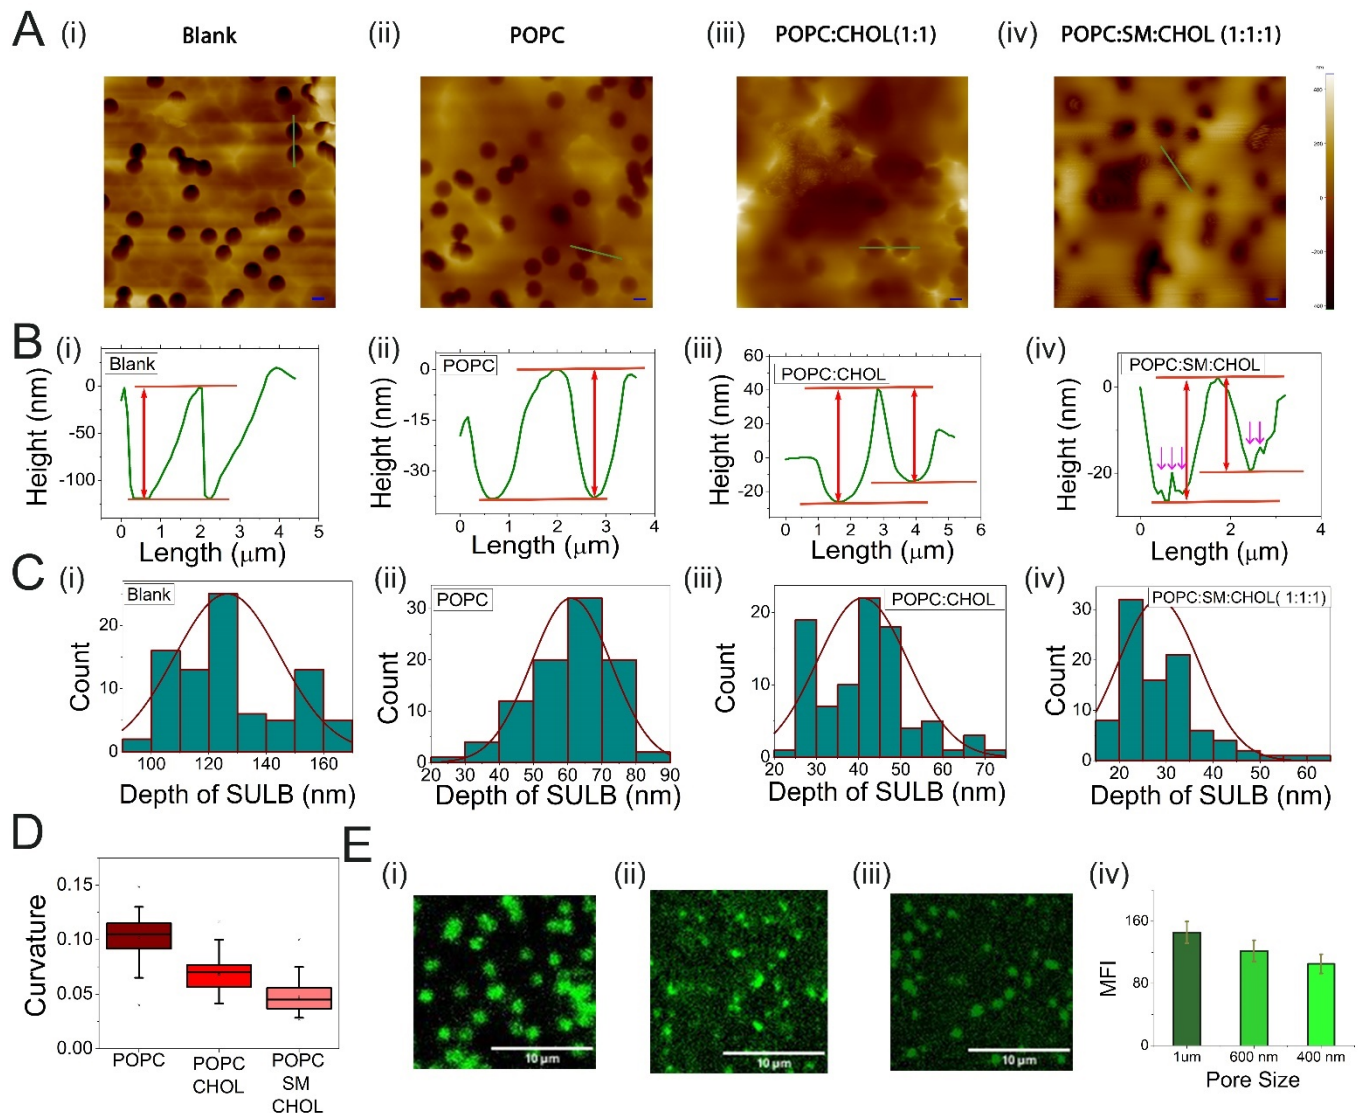 A (i) Blank (ii) POPC (iii) POPC:CHOL(1:1) (iv) POPC:SM:CHOL (1:1:1)
400
200
0
-200
-400
B (i) (ii) (iii) (iv)
Blank POPC POPC:CHOL POPC:SM:CHOL
Height (nm)
0
-50
-100
0 1 2 3 4 5
Length (μm)
Height (nm)
0
-15
-30
0 1 2 3 4
Length (μm)
Height (nm)
60
40
20
0
-20
0 1 2 3 4 5 6
Length (μm)
Height (nm)
0
-20
0 2 4
Length (μm)
C (i) (ii) (iii) (iv)
Blank POPC POPC:CHOL POPC:SM:CHOL( 1:1:1)
Count
20
10
0
100 120 140 160
Depth of SULB (nm)
Count
30
20
10
0
20 30 40 50 60 70 80 90
Depth of SULB (nm)
Count
20
10
0
20 30 40 50 60 70
Depth of SULB (nm)
Count
30
20
10
0
20 30 40 50 60
Depth of SULB (nm)
D
Curvature
0.15
0.10
0.05
0.00
POPC POPC CHOL POPC SM CHOL
E (i) (ii) (iii) (iv)
10 μm
10 μm
10 μm
MFI
160
80
0
1um 600 nm 400 nm
Pore Size